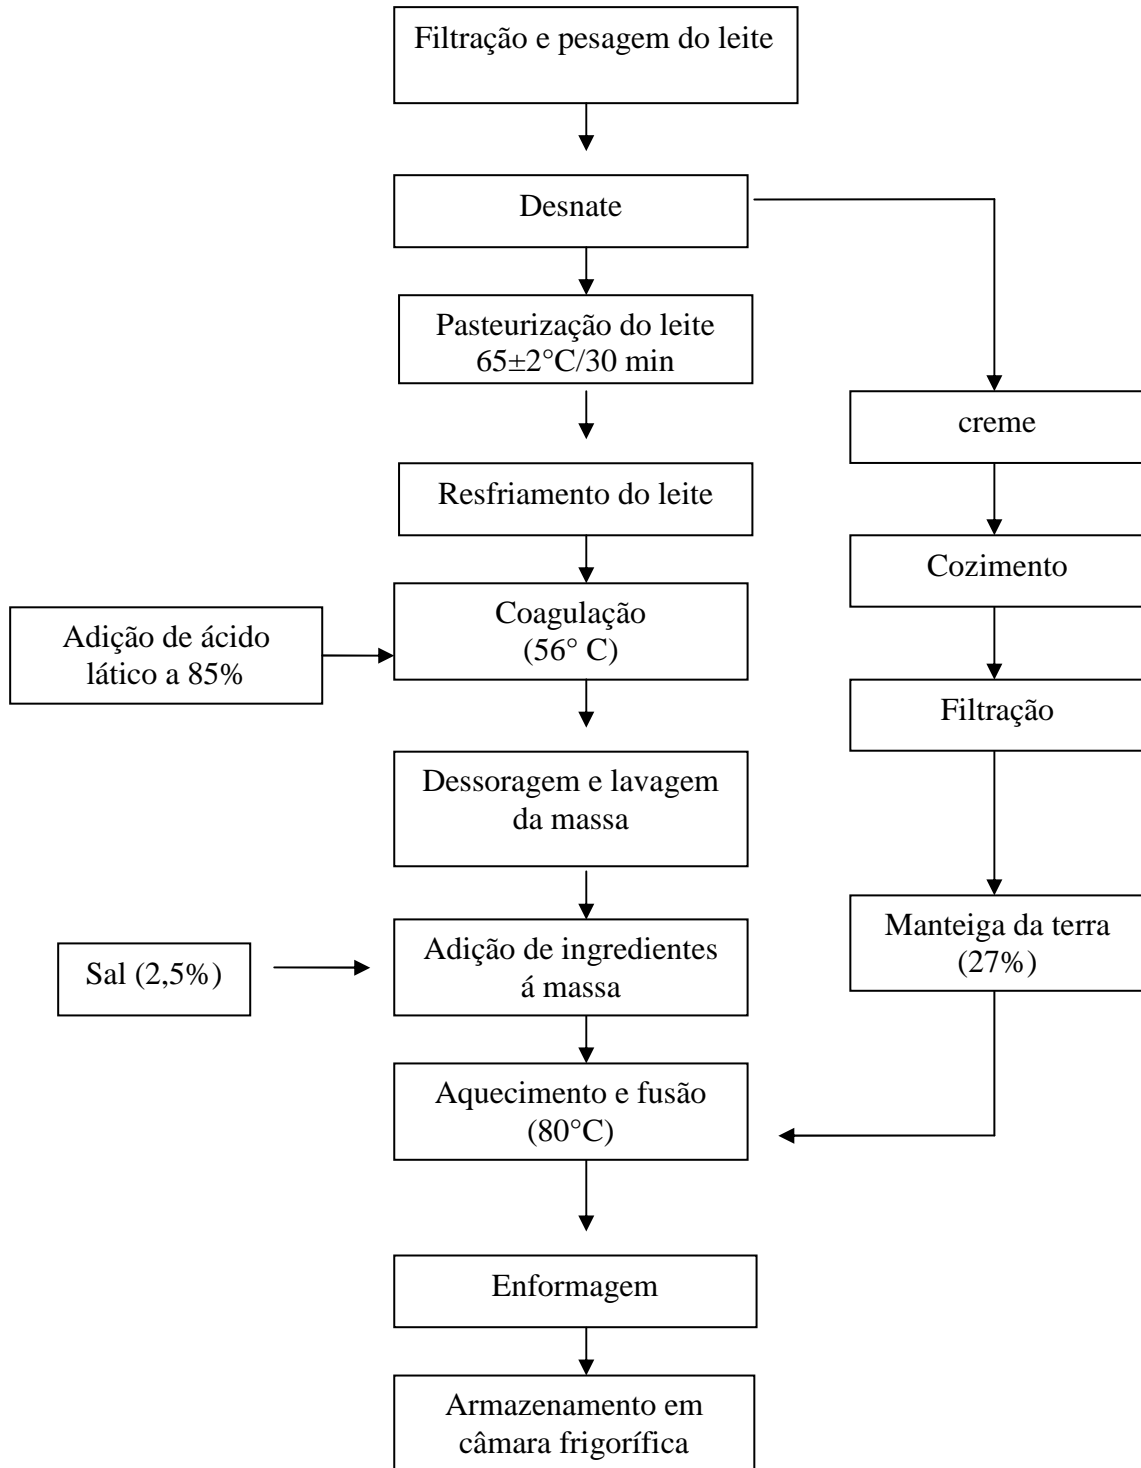 Filtração e pesagem do leite
Desnate
Pasteurização do leite
65±2°C/30 min
creme
Resfriamento do leite
Cozimento
Coagulação
(56° C)
Adição de ácido
lático a 85%
Filtração
Dessoragem e lavagem
da massa
Manteiga da terra
(27%)
Adição de ingredientes
á massa
Sal (2,5%)
Aquecimento e fusão
(80°C)
Enformagem
Armazenamento em
câmara frigorífica